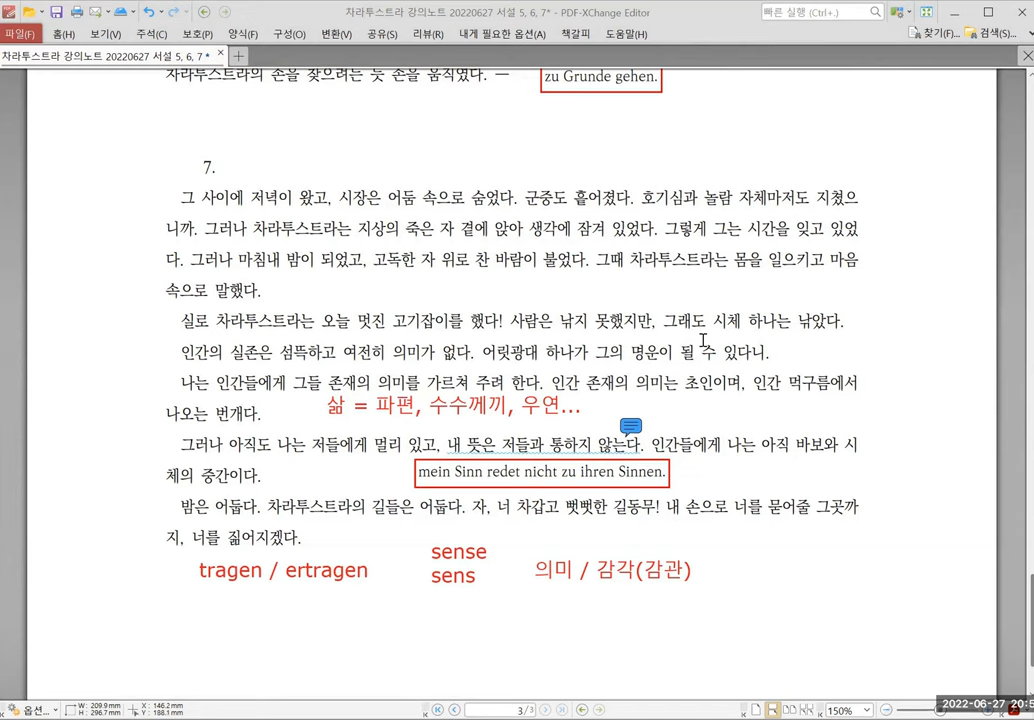 차라투스트라 강의노트 20220627 서설 5, 6, 7* - PDF-XChange Editor
빠른 실행 (Ctrl+.)
파일(F) 홈(H) 보기(V) 주석(C) 보호(P) 양식(F) 구성(O) 변환(V) 공유(S) 리뷰(R) 내게 필요한 옵션(A) 책갈피 도움말(H) 찾기(F)... 검색(S)...
차라투스트라 강의노트 20220627 서설 5, 6, 7 *
자라투스트라의 손을 찾으려는 듯 손을 움직였다. —
zu Grunde gehen.
7.
그 사이에 저녁이 왔고, 시장은 어둠 속으로 숨었다. 군중도 흩어졌다. 호기심과 놀람 자체마저도 지쳤으
니까. 그러나 차라투스트라는 지상의 죽은 자 곁에 앉아 생각에 잠겨 있었다. 그렇게 그는 시간을 잊고 있었
다. 그러나 마침내 밤이 되었고, 고독한 자 위로 찬 바람이 불었다. 그때 차라투스트라는 몸을 일으키고 마음
속으로 말했다.
실로 차라투스트라는 오늘 멋진 고기잡이를 했다! 사람은 낚지 못했지만, 그래도 시체 하나는 낚았다.
인간의 실존은 섬뜩하고 여전히 의미가 없다. 어릿광대 하나가 그의 명운이 될 수 있다니.
나는 인간들에게 그들 존재의 의미를 가르쳐 주려 한다. 인간 존재의 의미는 초인이며, 인간 먹구름에서
나오는 번개다.
삶 = 파편, 수수께끼, 우연...
그러나 아직도 나는 저들에게 멀리 있고, 내 뜻은 저들과 통하지 않는다. 인간들에게 나는 아직 바보와 시
체의 중간이다.
mein Sinn redet nicht zu ihren Sinnen.
밤은 어둡다. 차라투스트라의 길들은 어둡다. 자, 너 차갑고 뻣뻣한 길동무! 내 손으로 너를 묻어줄 그곳까
지, 너를 짊어지겠다.
tragen / ertragen
sense
sens
의미 / 감각(감관)
옵션...
W: 209.9 mm
H: 296.7 mm
X: 146.2 mm
Y: 188.1 mm
3/3
150%
2022-06-27 20: